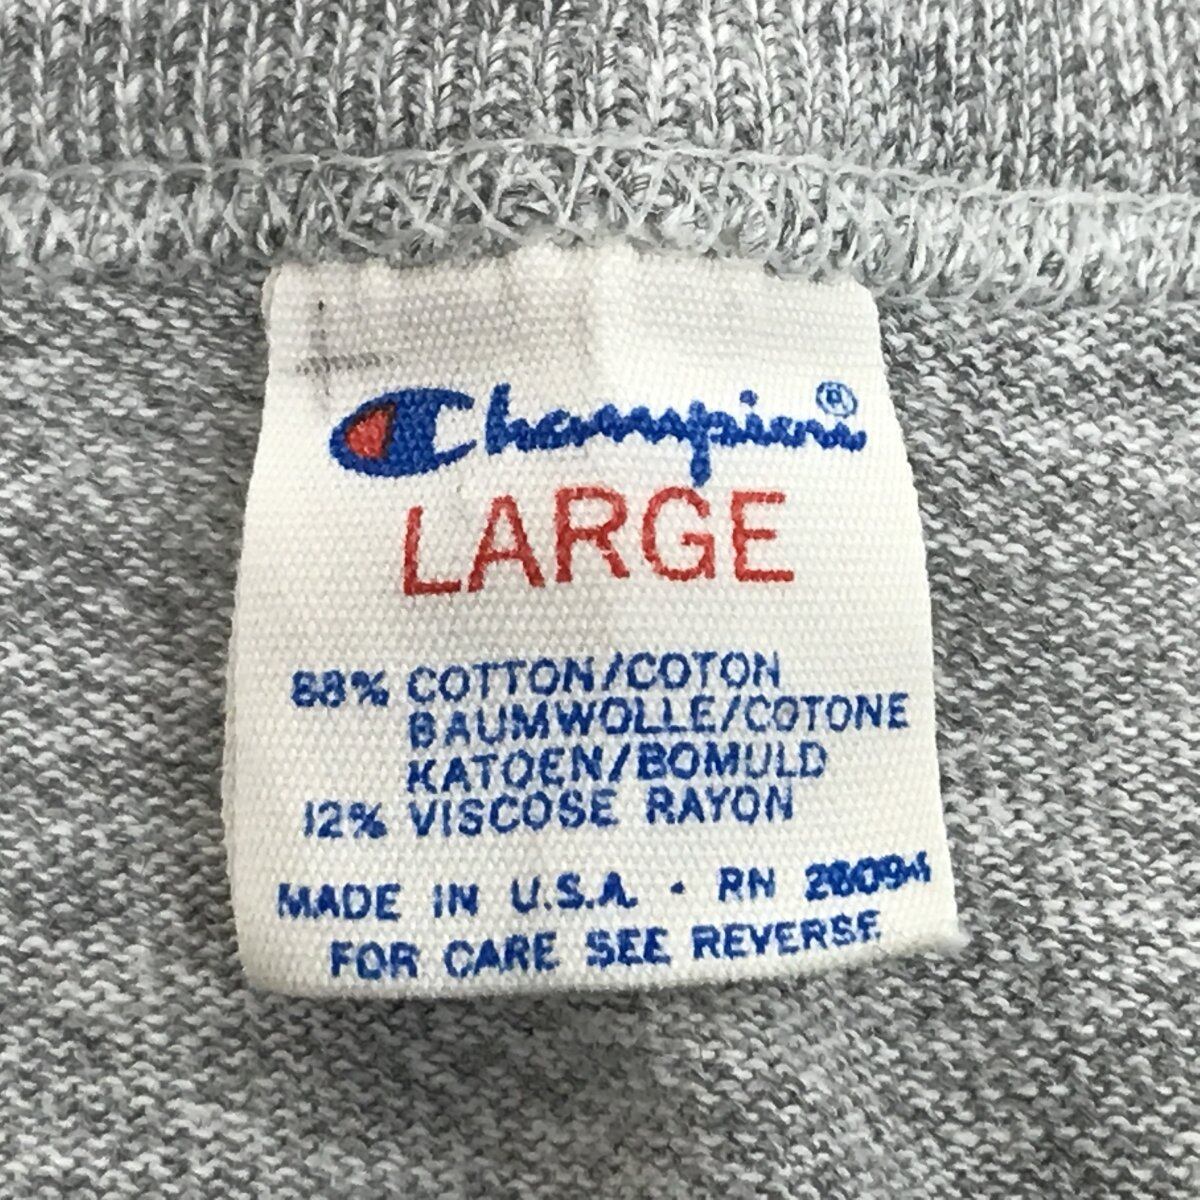 Champion®
LARGE
88% COTTON/COTON
BAUMWOLLE/COTONE
KATOEN/BOMULD
12% VISCOSE RAYON
MADE IN U.S.A. · RN 26094
FOR CARE SEE REVERSE